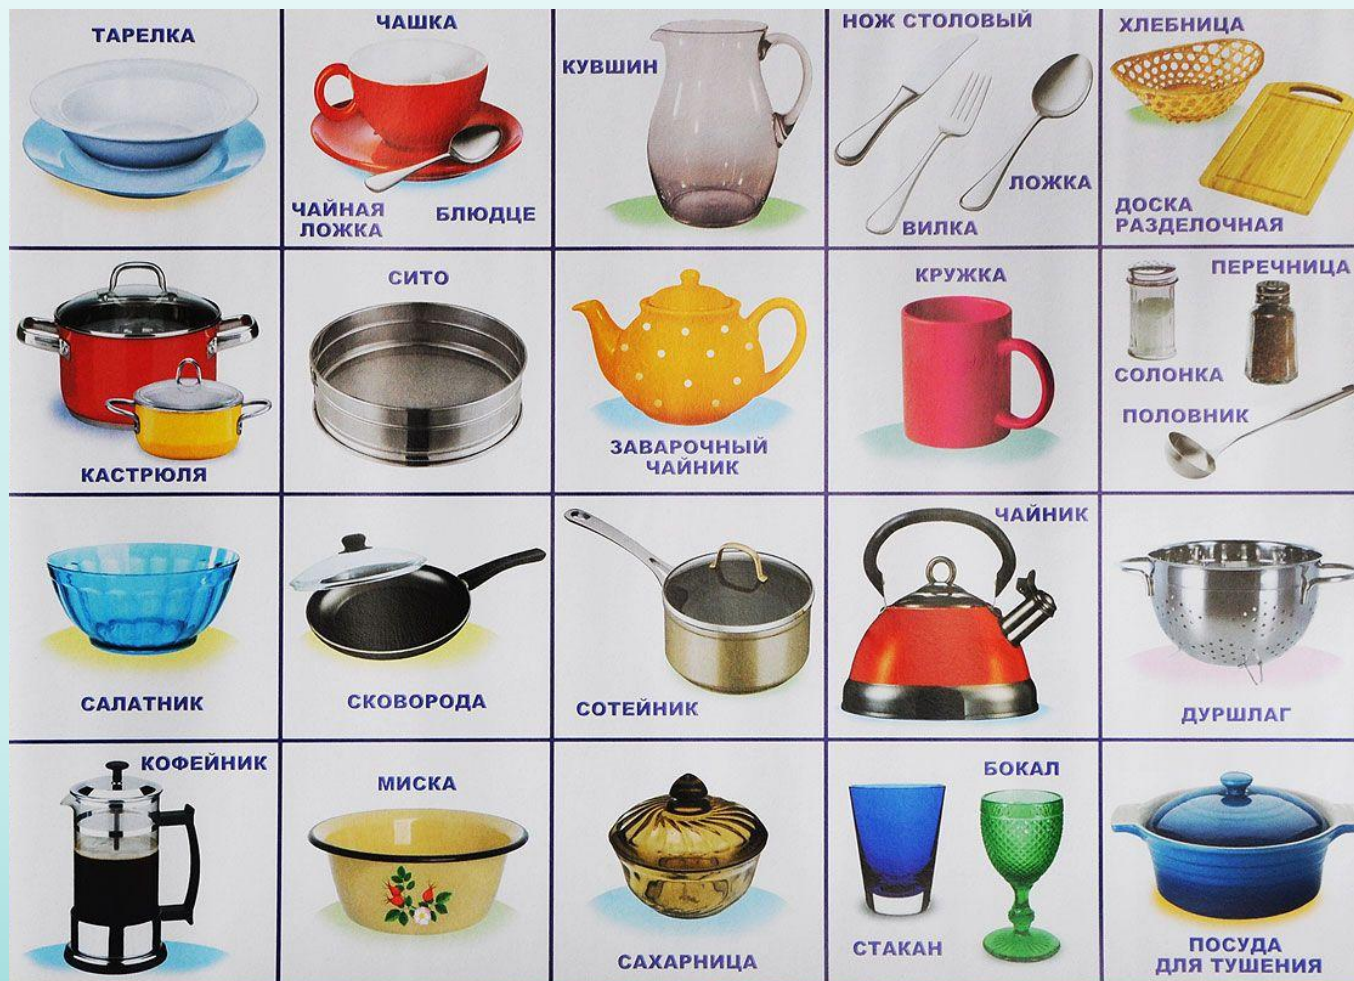 ТАРЕЛКА
ЧАШКА
ЧАЙНАЯ
ЛОЖКА
БЛЮДЦЕ
КУВШИН
НОЖ СТОЛОВЫЙ
ЛОЖКА
ВИЛКА
ХЛЕБНИЦА
ДОСКА
РАЗДЕЛОЧНАЯ
КАСТРЮЛЯ
СИТО
ЗАВАРОЧНЫЙ
ЧАЙНИК
КРУЖКА
ПЕРЕЧНИЦА
СОЛОНКА
ПОЛОВНИК
САЛАТНИК
СКОВОРОДА
СОТЕЙНИК
ЧАЙНИК
ДУРШЛАГ
КОФЕЙНИК
МИСКА
САХАРНИЦА
БОКАЛ
СТАКАН
ПОСУДА
ДЛЯ ТУШЕНИЯ